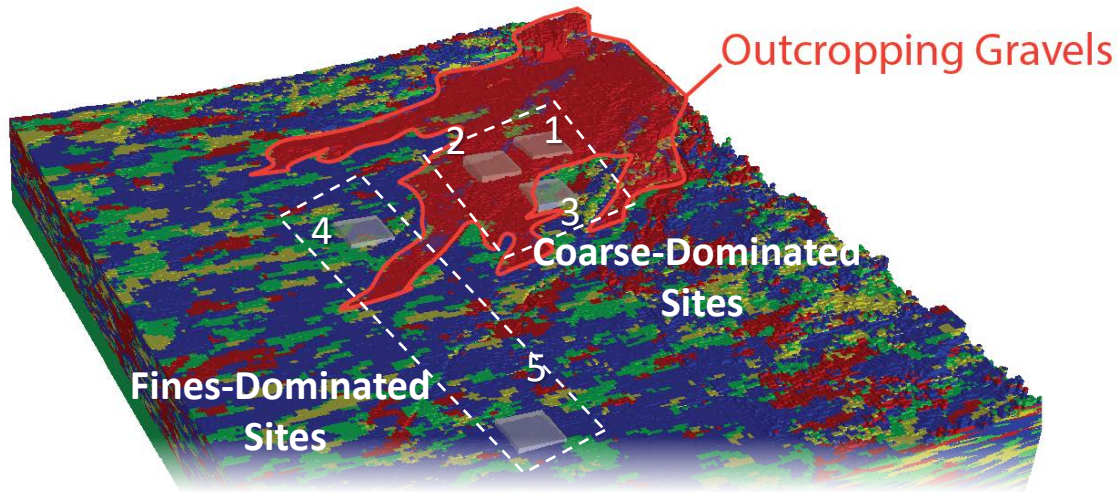 Outcropping Gravels
1
2
3
4
Coarse-Dominated
Sites
5
Fines-Dominated
Sites